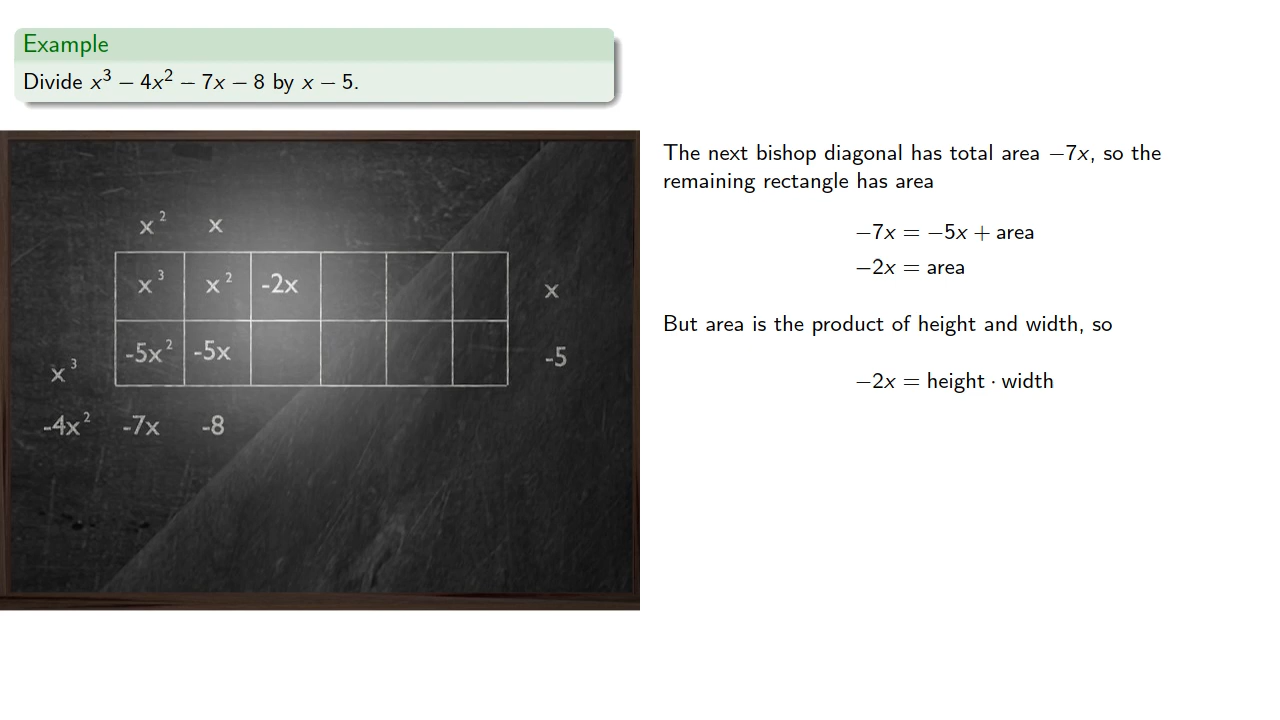 Example
Divide x³ − 4x² − 7x − 8 by x − 5.
x² x
x³ x² -2x x
-5x² -5x -5
x³
-4x² -7x -8
The next bishop diagonal has total area −7x, so the
remaining rectangle has area
−7x = −5x + area
−2x = area
But area is the product of height and width, so
−2x = height · width